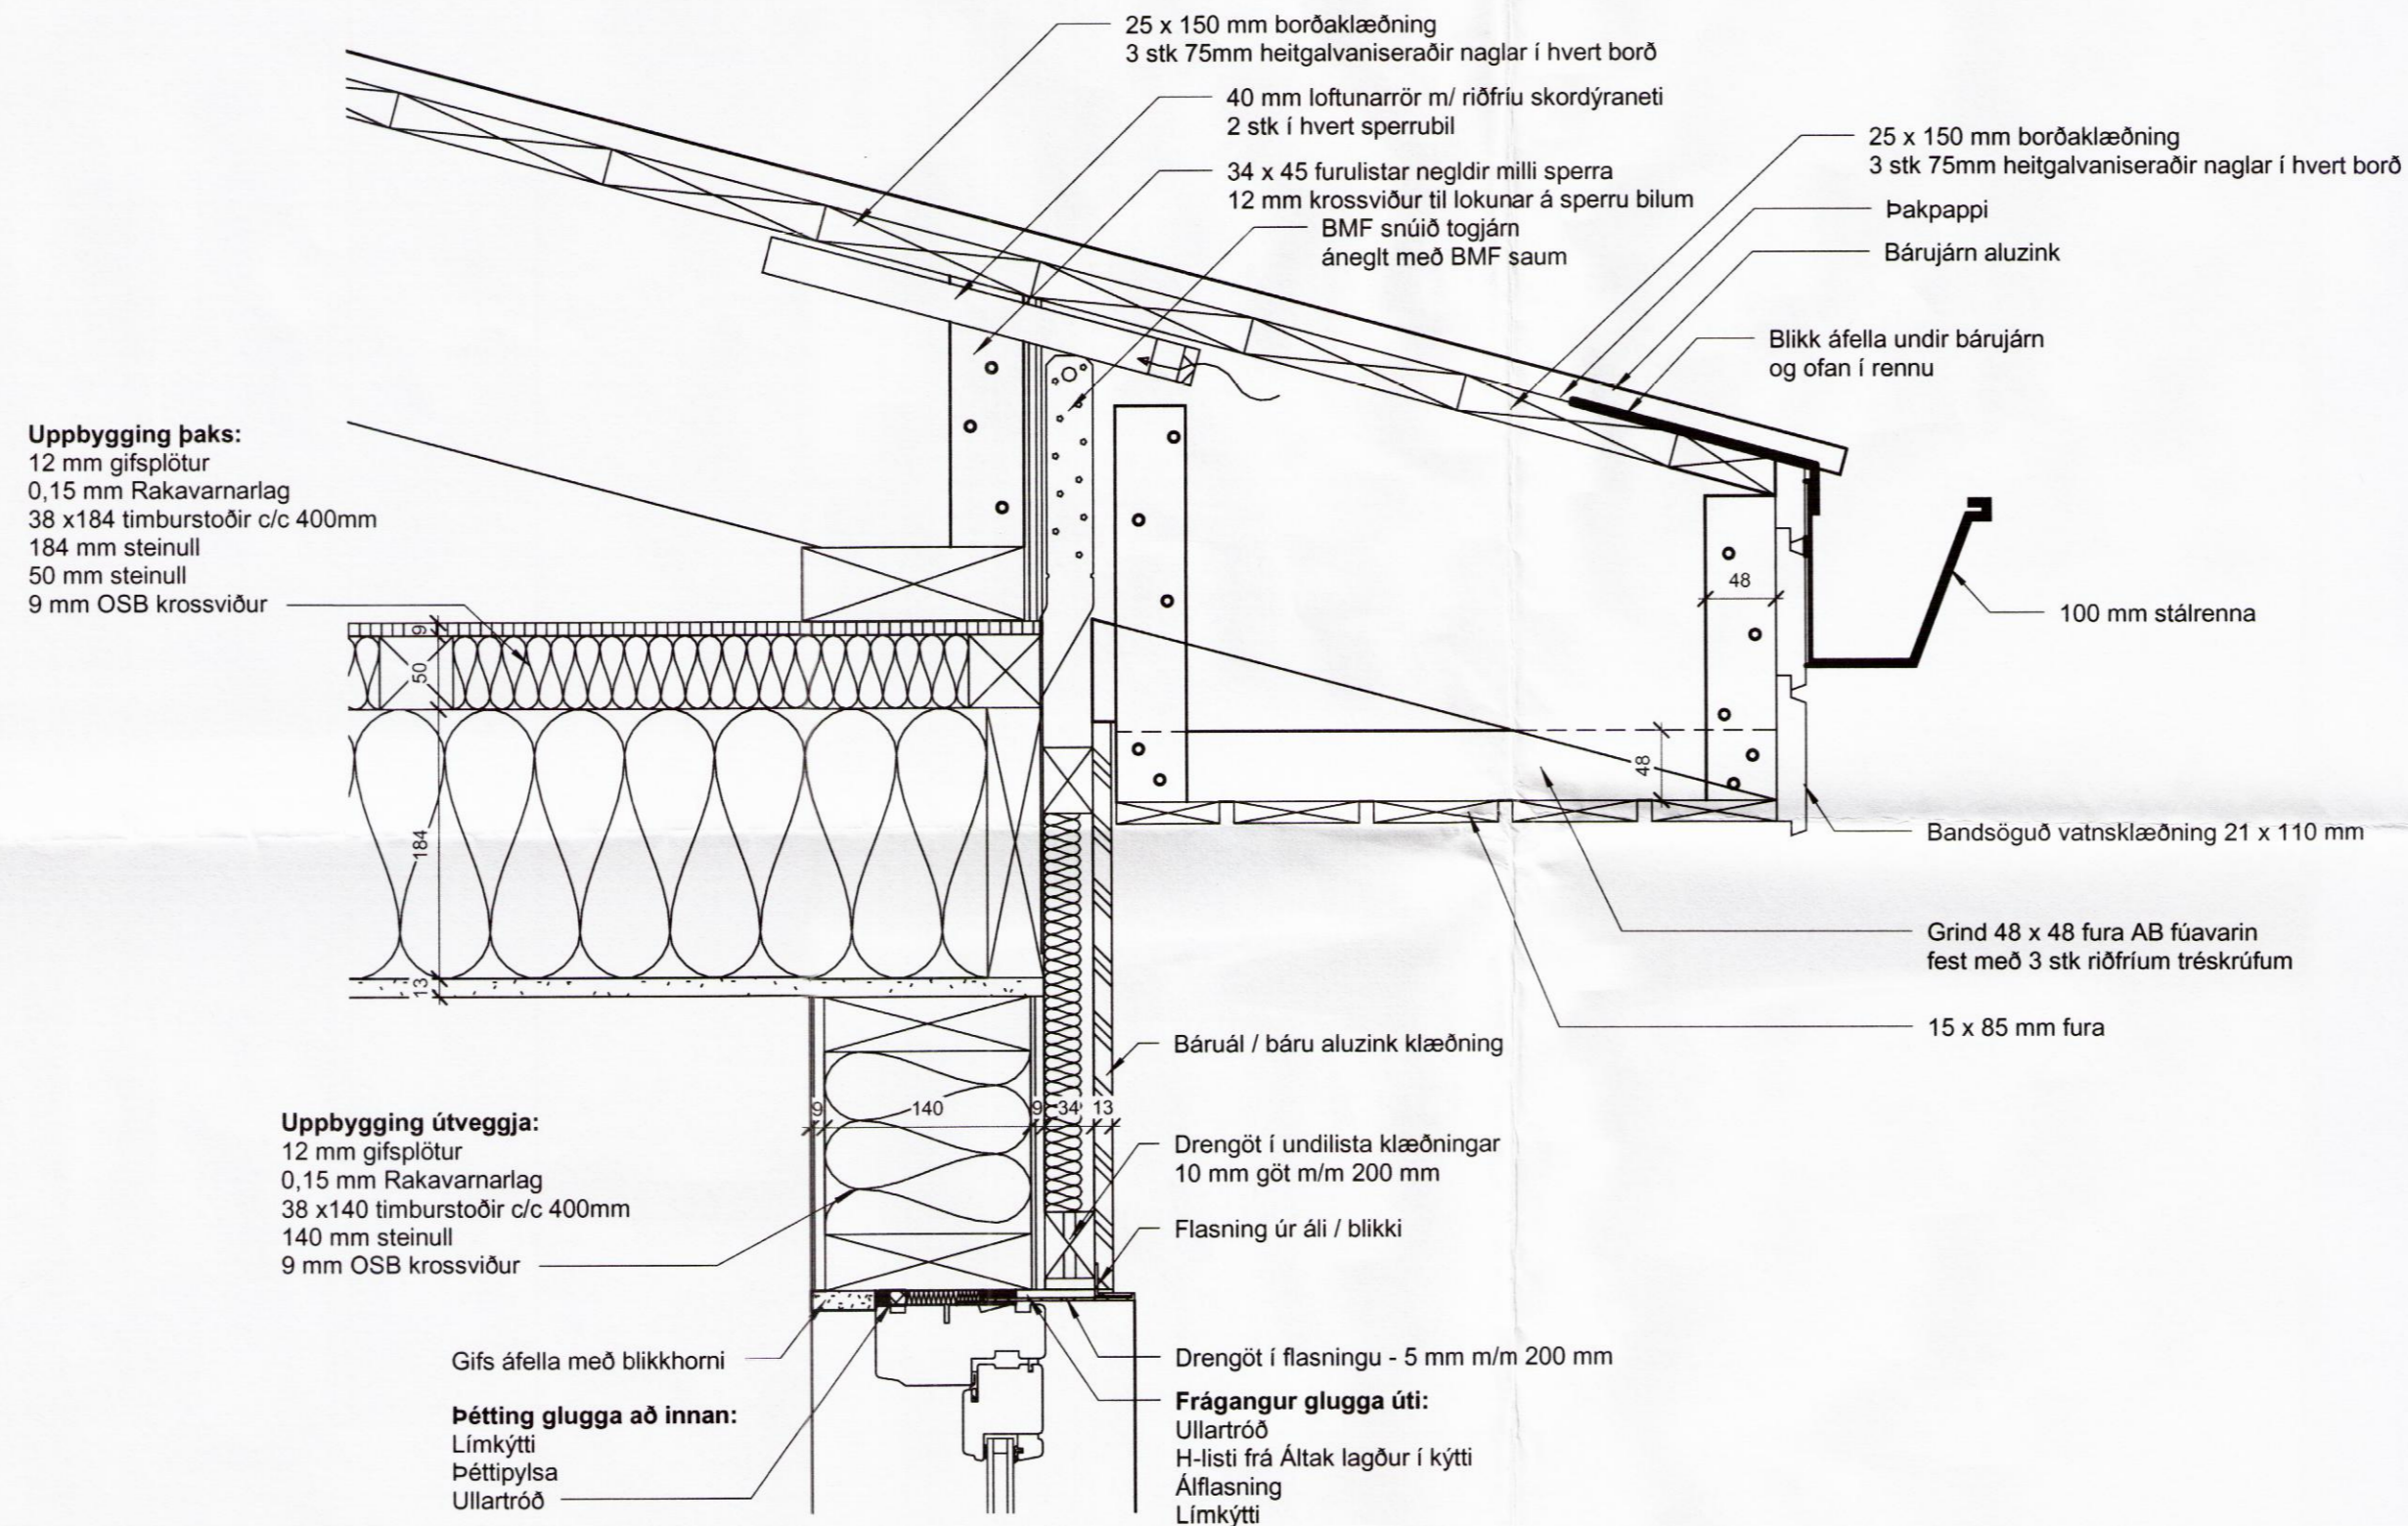 25 x 150 mm borðaklæðning
3 stk 75mm heitgalvaniseraðir naglar í hvert borð
40 mm loftunarrör m/ riðfríu skordýraneti
2 stk í hvert sperrubil
34 x 45 furulistar negldir milli sperra
12 mm krossviður til lokunar á sperru bilum
BMF snúið togjárn
áneglt með BMF saum
25 x 150 mm borðaklæðning
3 stk 75mm heitgalvaniseraðir naglar í hvert borð
Þakpappi
Bárujárn aluzink
Blikk áfella undir bárujárn
og ofan í rennu
Uppbygging þaks:
12 mm gifsplötur
0,15 mm Rakavarnarlag
38 x184 timburstoðir c/c 400mm
184 mm steinull
50 mm steinull
9 mm OSB krossviður
9
50
184
13
48
48
100 mm stálrenna
Bandsöguð vatnsklæðning 21 x 110 mm
Grind 48 x 48 fura AB fúavarin
fest með 3 stk riðfríum tréskrúfum
15 x 85 mm fura
Báruál / báru aluzink klæðning
9 140 9 34 13
Uppbygging útveggja:
12 mm gifsplötur
0,15 mm Rakavarnarlag
38 x140 timburstoðir c/c 400mm
140 mm steinull
9 mm OSB krossviður
Drengöt í undilista klæðningar
10 mm göt m/m 200 mm
Flasning úr áli / blikki
Gifs áfella með blikkhorni
Þétting glugga að innan:
Límkýtti
Þéttipylsa
Ullartróð
Drengöt í flasningu - 5 mm m/m 200 mm
Frágangur glugga úti:
Ullartróð
H-listi frá Áltak lagður í kýtti
Álflasning
Límkýtti